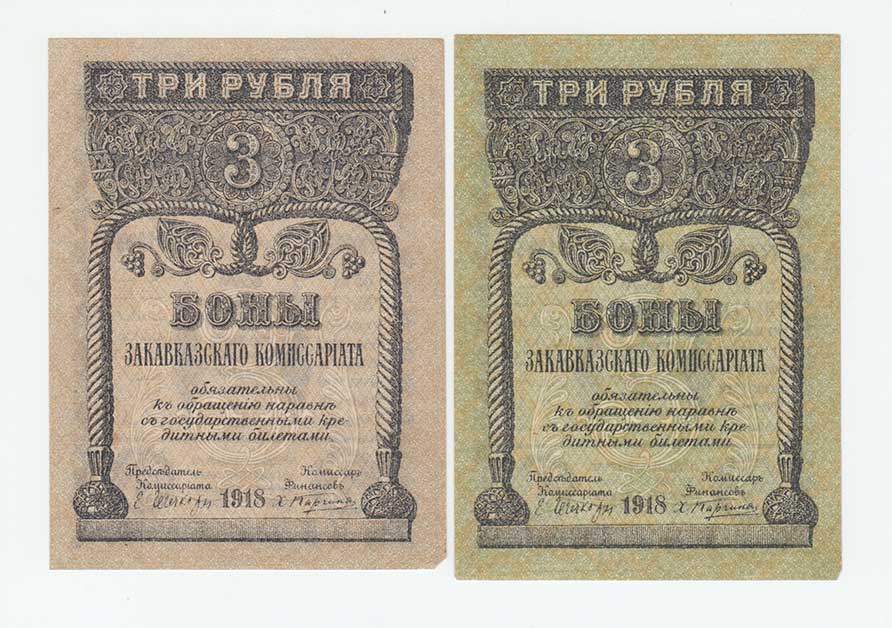 ТРИ РУБЛЯ
3
БОНЫ
ЗАКАВКАЗСКАГО КОМИССАРІАТА
обязательны
къ обращенію наравнѣ
съ государственными кре-
дитными билетами
Предсѣдатель
Комиссаріата
Комиссаръ
Финансовъ
1918
ТРИ РУБЛЯ
3
БОНЫ
ЗАКАВКАЗСКАГО КОМИССАРІАТА
обязательны
къ обращенію наравнѣ
съ государственными кре-
дитными билетами
Предсѣдатель
Комиссаріата
Комиссаръ
Финансовъ
1918